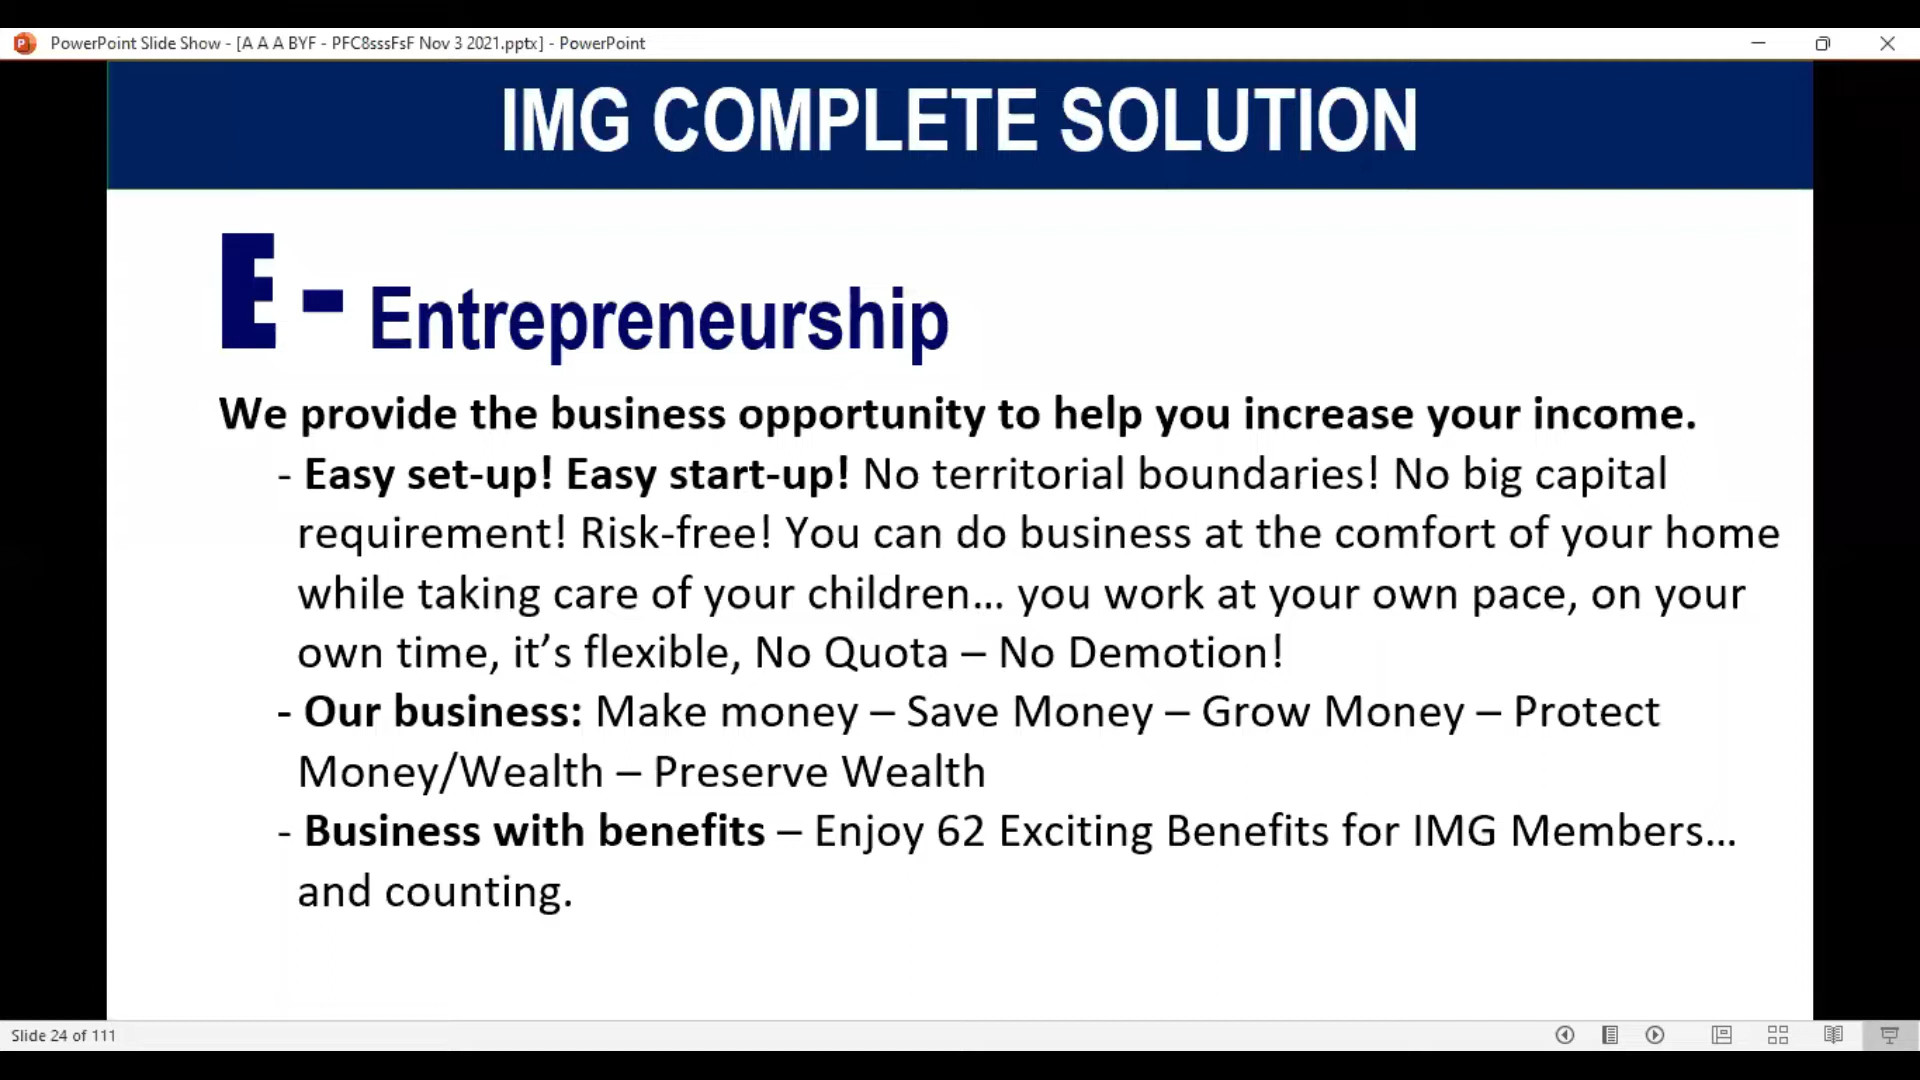 PowerPoint Slide Show - [A A A BYF - PFC8sssFsF Nov 3 2021.pptx] - PowerPoint
IMG COMPLETE SOLUTION
E - Entrepreneurship
We provide the business opportunity to help you increase your income.
- Easy set-up! Easy start-up! No territorial boundaries! No big capital
requirement! Risk-free! You can do business at the comfort of your home
while taking care of your children... you work at your own pace, on your
own time, it's flexible, No Quota – No Demotion!
- Our business: Make money – Save Money – Grow Money – Protect
Money/Wealth – Preserve Wealth
- Business with benefits – Enjoy 62 Exciting Benefits for IMG Members...
and counting.
Slide 24 of 111